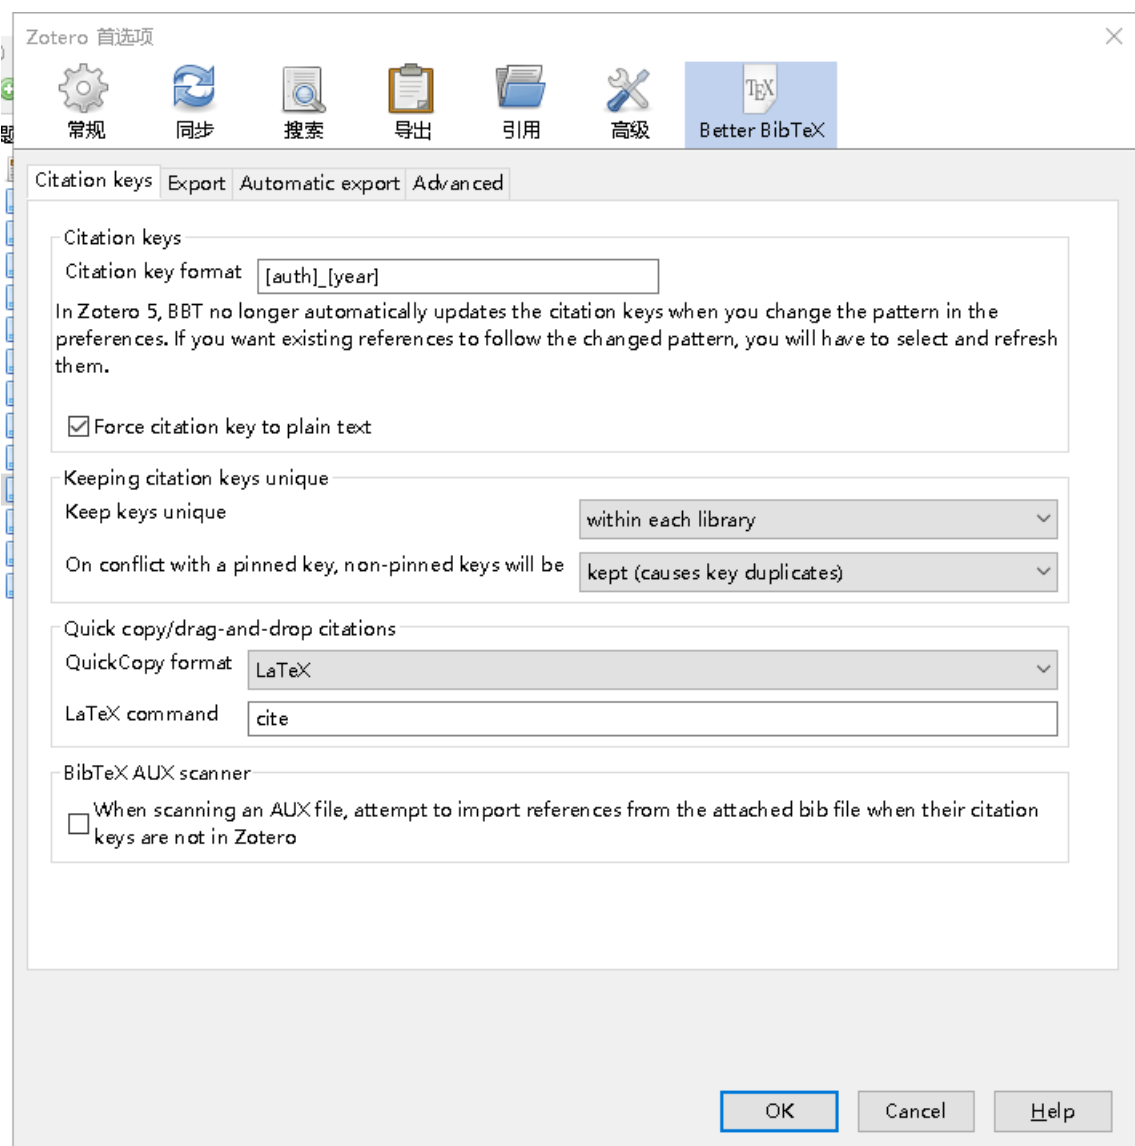 Zotero 首选项
常规
同步
搜索
导出
引用
高级
TEX
Better BibTeX
Citation keys
Export
Automatic export
Advanced
Citation keys
Citation key format
[auth]_[year]
In Zotero 5, BBT no longer automatically updates the citation keys when you change the pattern in the
preferences. If you want existing references to follow the changed pattern, you will have to select and refresh
them.
Force citation key to plain text
Keeping citation keys unique
Keep keys unique
within each library
On conflict with a pinned key, non-pinned keys will be
kept (causes key duplicates)
Quick copy/drag-and-drop citations
QuickCopy format
LaTeX
LaTeX command
cite
BibTeX AUX scanner
When scanning an AUX file, attempt to import references from the attached bib file when their citation
keys are not in Zotero
OK
Cancel
Help